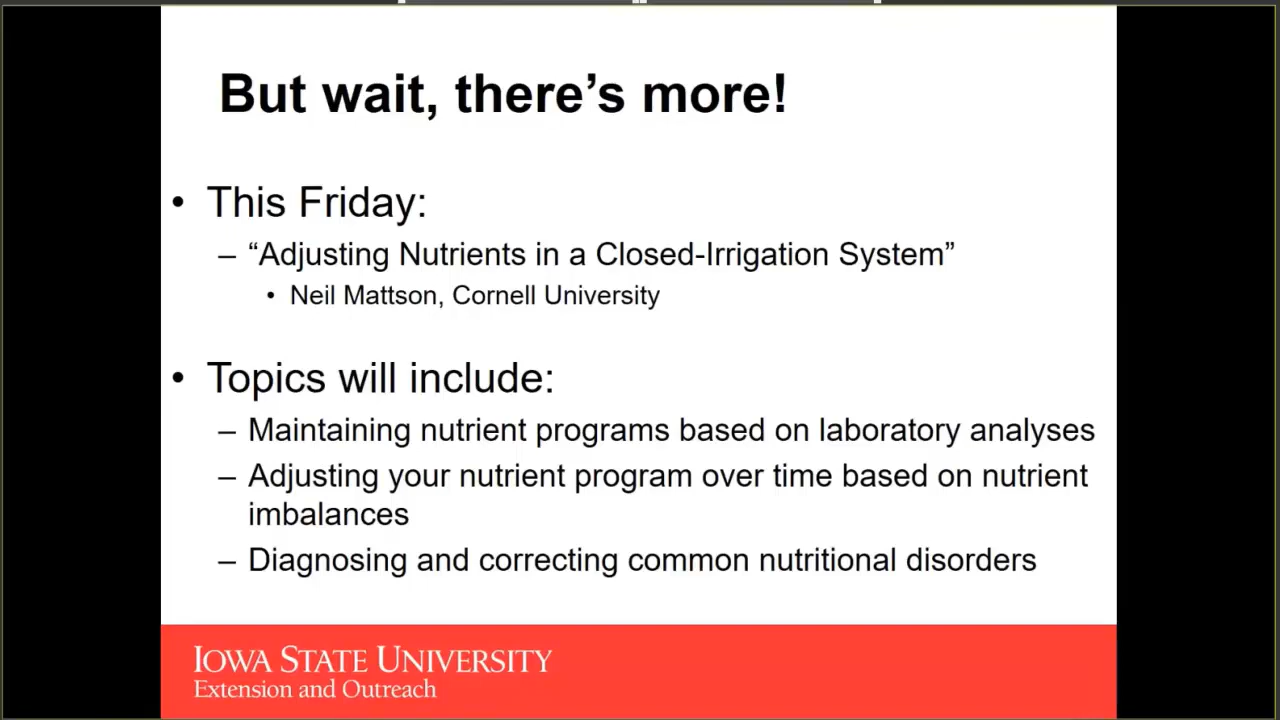 But wait, there’s more!
• This Friday:
– “Adjusting Nutrients in a Closed-Irrigation System”
• Neil Mattson, Cornell University
• Topics will include:
– Maintaining nutrient programs based on laboratory analyses
– Adjusting your nutrient program over time based on nutrient
imbalances
– Diagnosing and correcting common nutritional disorders
IOWA STATE UNIVERSITY
Extension and Outreach